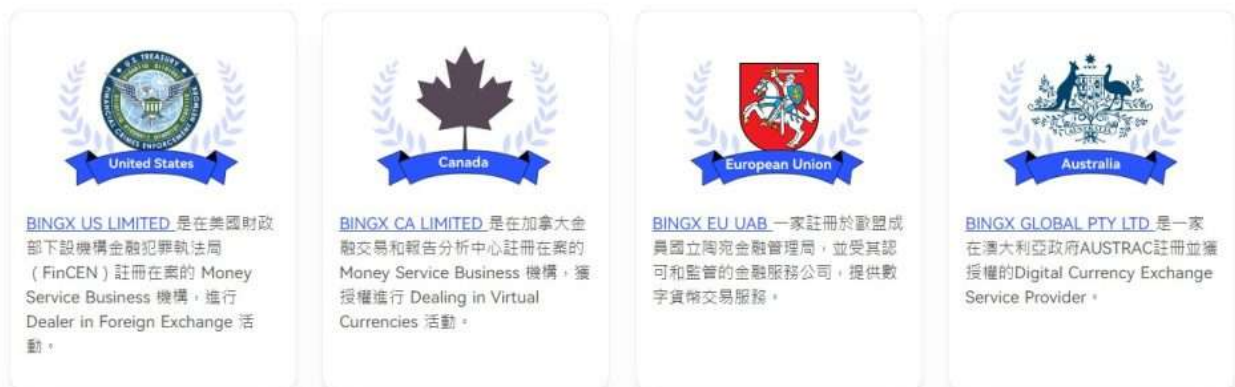 U.S. TREASURY
FINANCIAL CRIMES ENFORCEMENT NETWORK
United States
BINGX US LIMITED 是在美國財政
部下設機構金融犯罪執法局
（FinCEN）註冊在案的 Money
Service Business 機構，進行
Dealer in Foreign Exchange 活
動。
Canada
BINGX CA LIMITED 是在加拿大金
融交易和報告分析中心註冊在案的
Money Service Business 機構，獲
授權進行 Dealing in Virtual
Currencies 活動。
European Union
BINGX EU UAB 一家註冊於歐盟成
員國立陶宛金融管理局，並受其認
可和監管的金融服務公司，提供數
字貨幣交易服務。
AUSTRALIA
Australia
BINGX GLOBAL PTY LTD 是一家
在澳大利亞政府AUSTRAC註冊並獲
授權的Digital Currency Exchange
Service Provider。